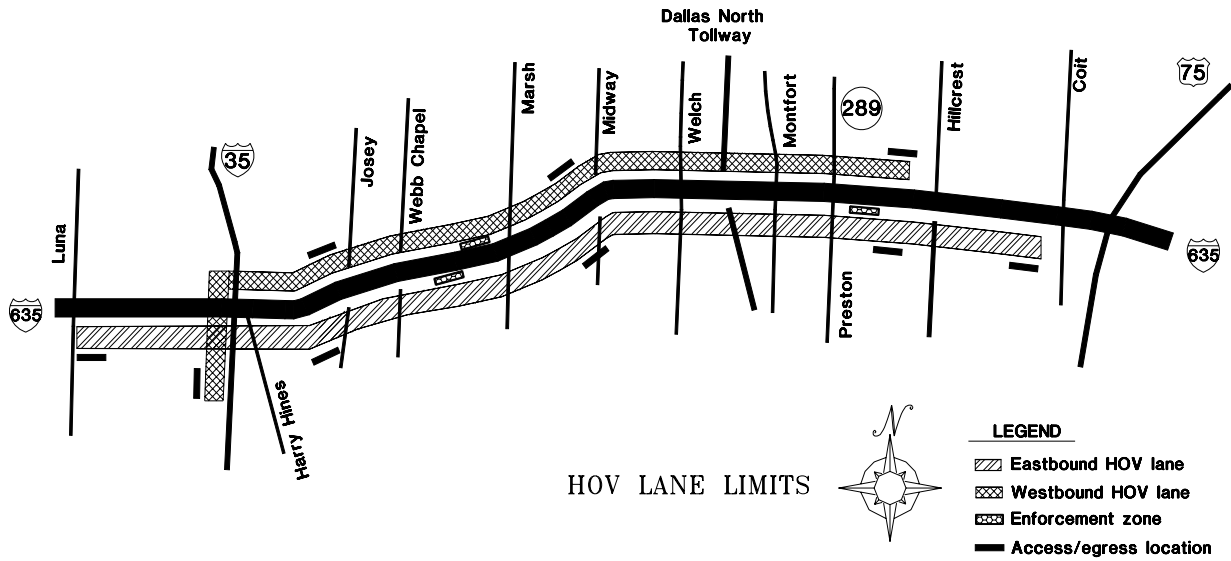 Dallas North
Tollway
75
Coit
Hillcrest
289
Montfort
Welch
Midway
Marsh
Webb Chapel
Josey
35
Luna
635
635
Preston
Harry Hines
HOV LANE LIMITS
N
LEGEND
Eastbound HOV lane
Westbound HOV lane
Enforcement zone
Access/egress location